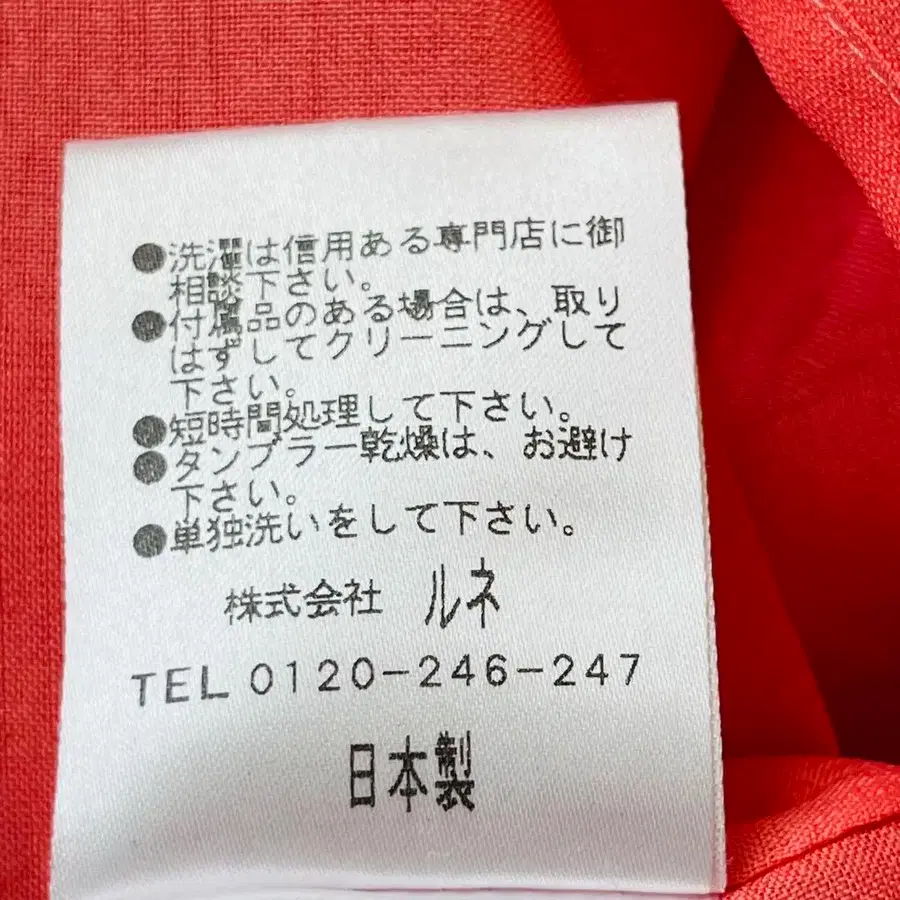 ●洗濯は信用ある専門店に御
相談下さい。
●付属品のある場合は、取り
はずしてクリーニングして
下さい。
●短時間処理して下さい。
●タンブラー乾燥は、お避け
下さい。
●単独洗いをして下さい。
株式会社 ルネ
TEL 0120-246-247
日本製